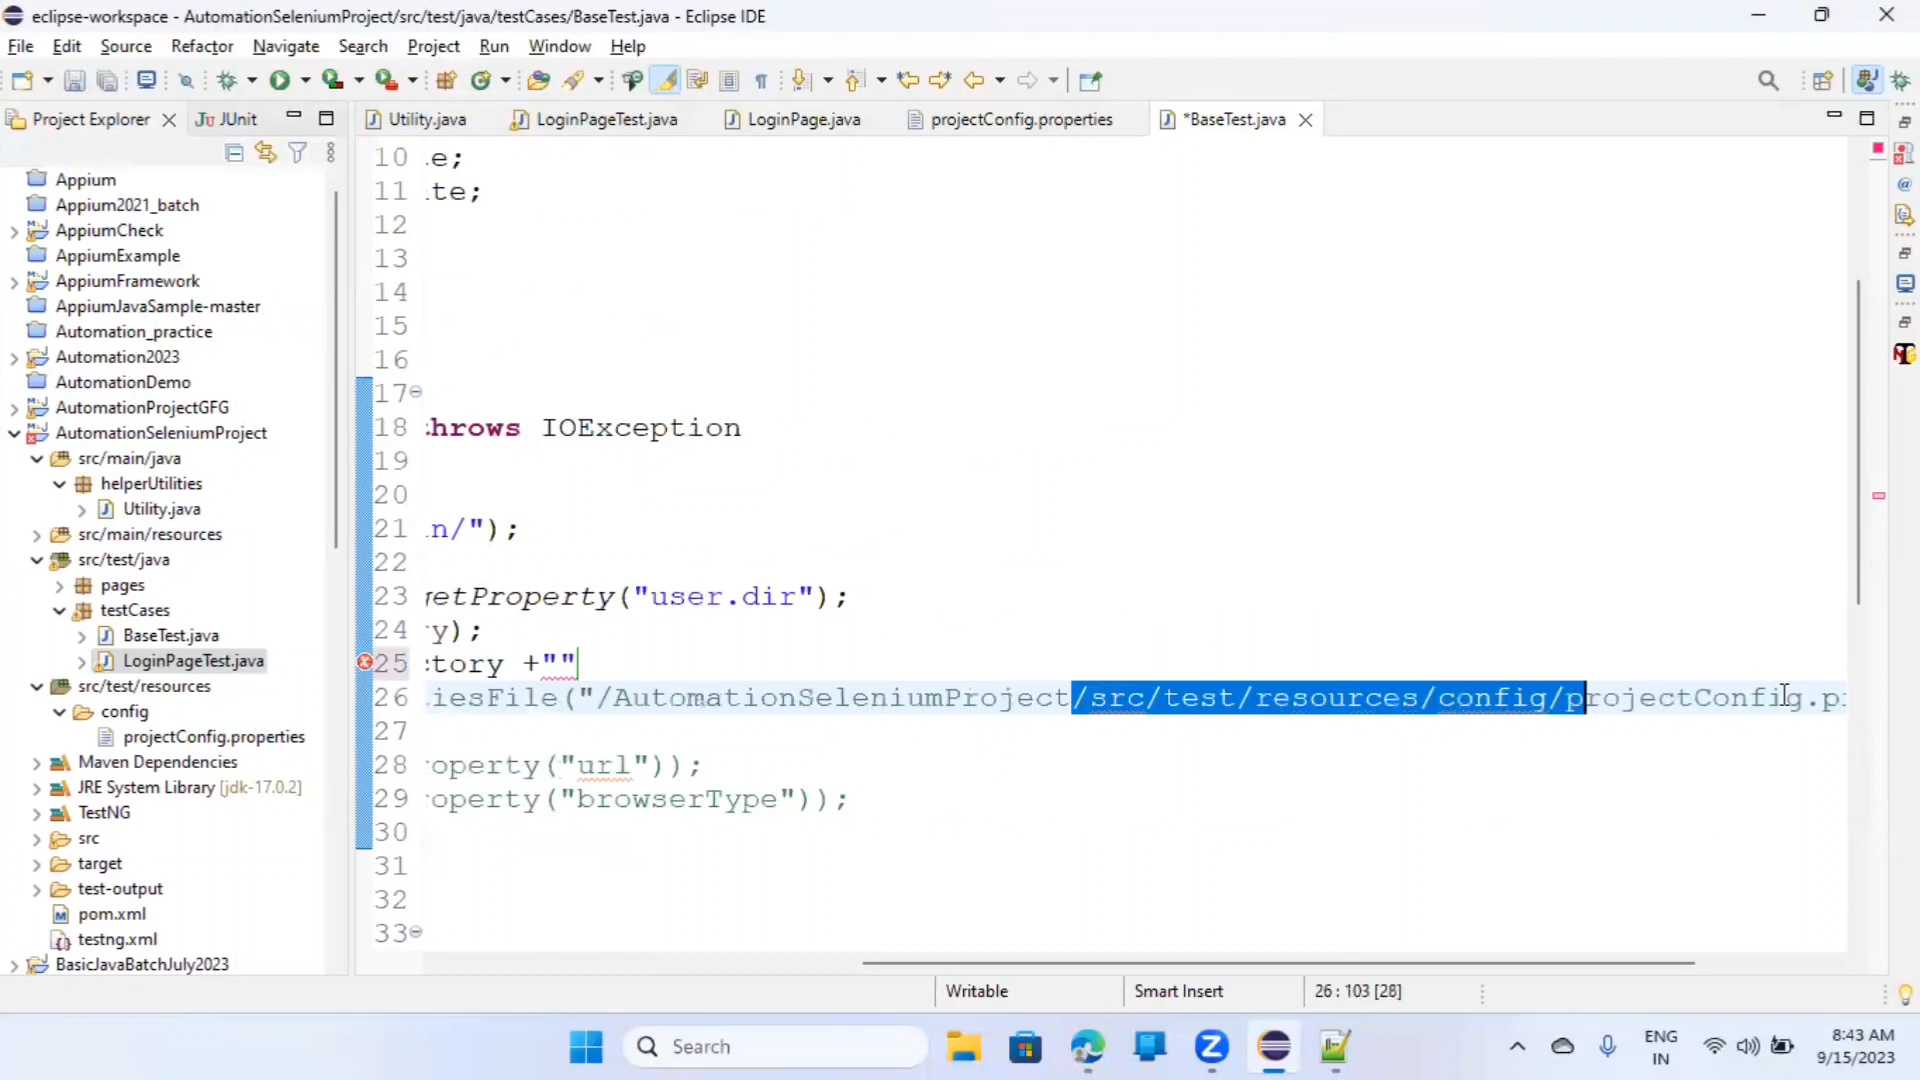 eclipse-workspace - AutomationSeleniumProject/src/test/java/testCases/BaseTest.java - Eclipse IDE
File Edit Source Refactor Navigate Search Project Run Window Help
Project Explorer JUnit
Utility.java LoginPageTest.java LoginPage.java projectConfig.properties *BaseTest.java
Appium
Appium2021_batch
AppiumCheck
AppiumExample
AppiumFramework
AppiumJavaSample-master
Automation_practice
Automation2023
AutomationDemo
AutomationProjectGFG
AutomationSeleniumProject
src/main/java
helperUtilities
Utility.java
src/main/resources
src/test/java
pages
testCases
BaseTest.java
LoginPageTest.java
src/test/resources
config
projectConfig.properties
Maven Dependencies
JRE System Library [jdk-17.0.2]
TestNG
src
target
test-output
pom.xml
testng.xml
BasicJavaBatchJuly2023
10 e;
11 te;
12
13
14
15
16
17
18 hrows IOException
19
20
21 n/");
22
23 getProperty("user.dir");
24 y);
25 ctory +""
26 iesFile("/AutomationSeleniumProject/src/test/resources/config/projectConfig.p
27
28 roperty("url"));
29 roperty("browserType"));
30
31
32
33
Writable Smart Insert 26 : 103 [28]
Search
ENG
IN
8:43 AM
9/15/2023